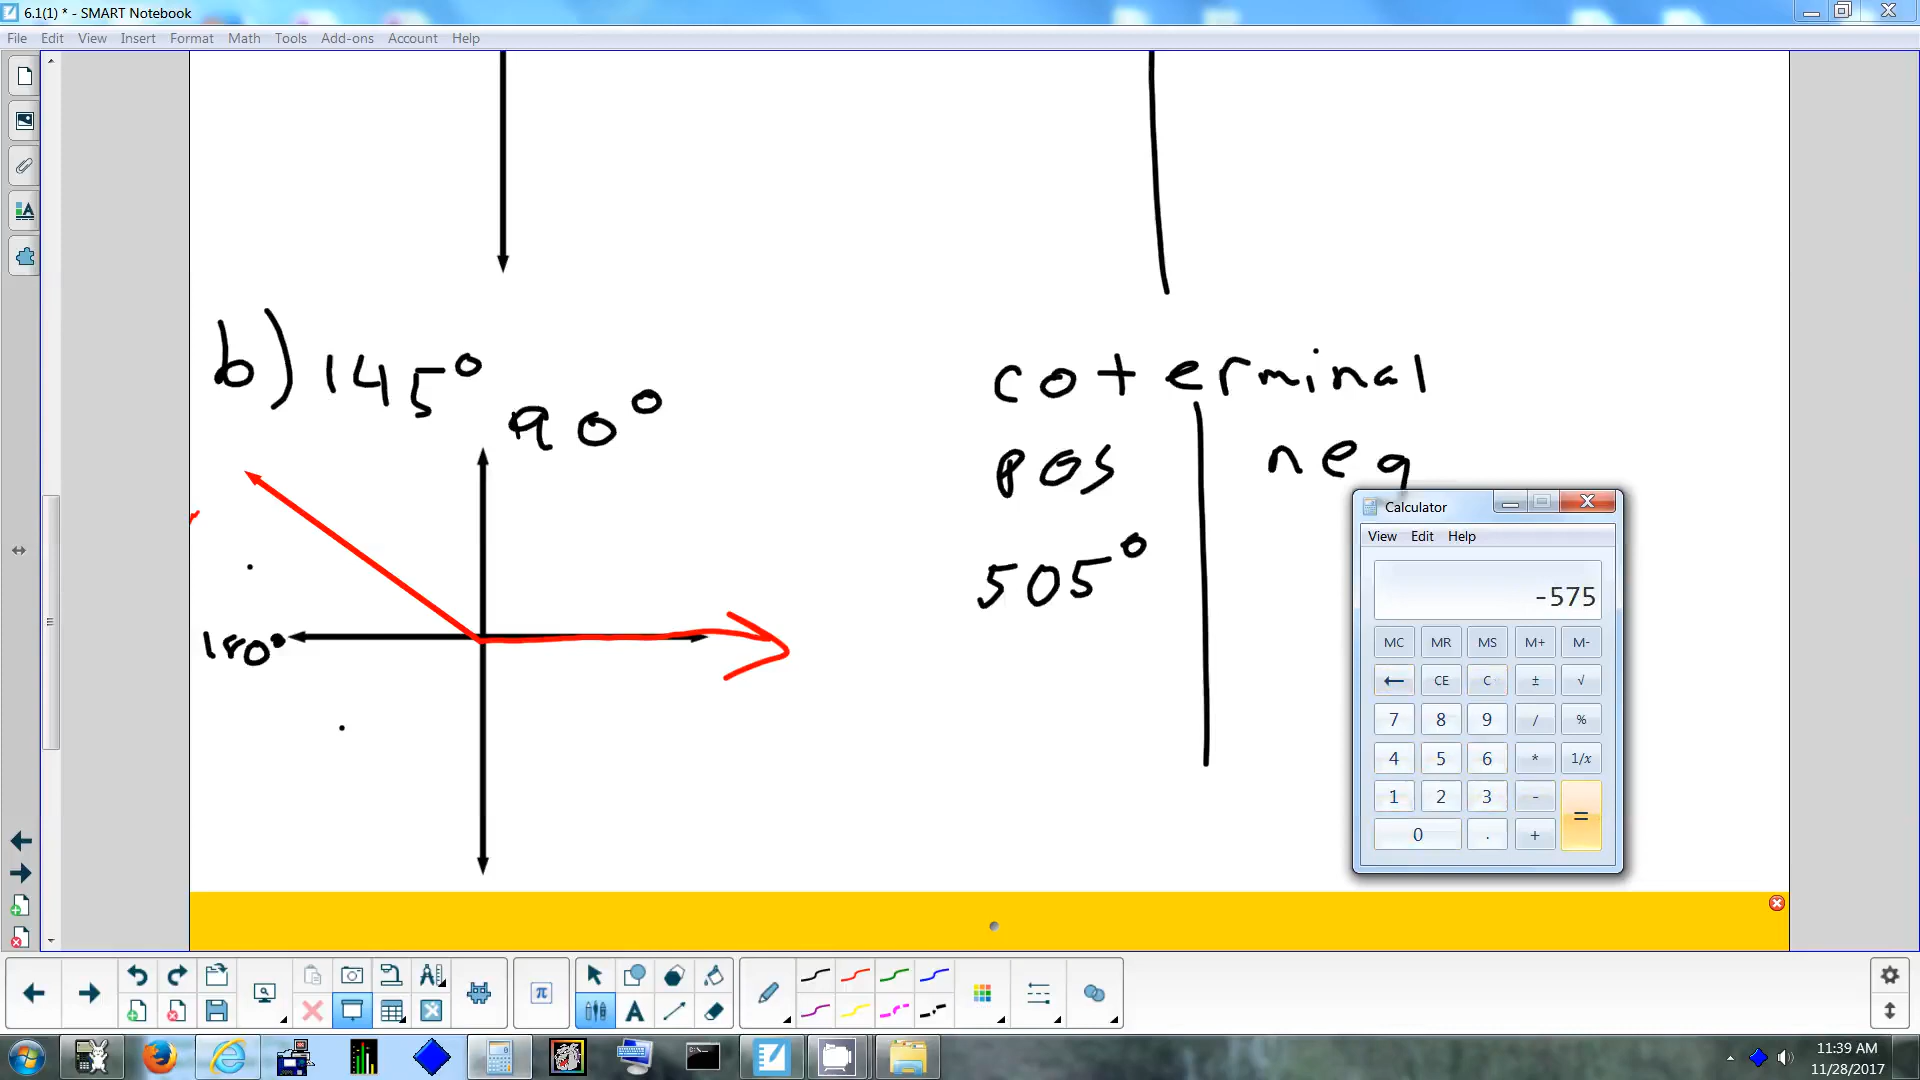 6.1(1) * - SMART Notebook
File Edit View Insert Format Math Tools Add-ons Account Help
b) 145°
90°
180°
coterminal
pos neg
505°
Calculator
View Edit Help
-575
MC MR MS M+ M-
← CE C ± √
7 8 9 / %
4 5 6 * 1/x
1 2 3 - =
0 . +
π
A
11:39 AM
11/28/2017